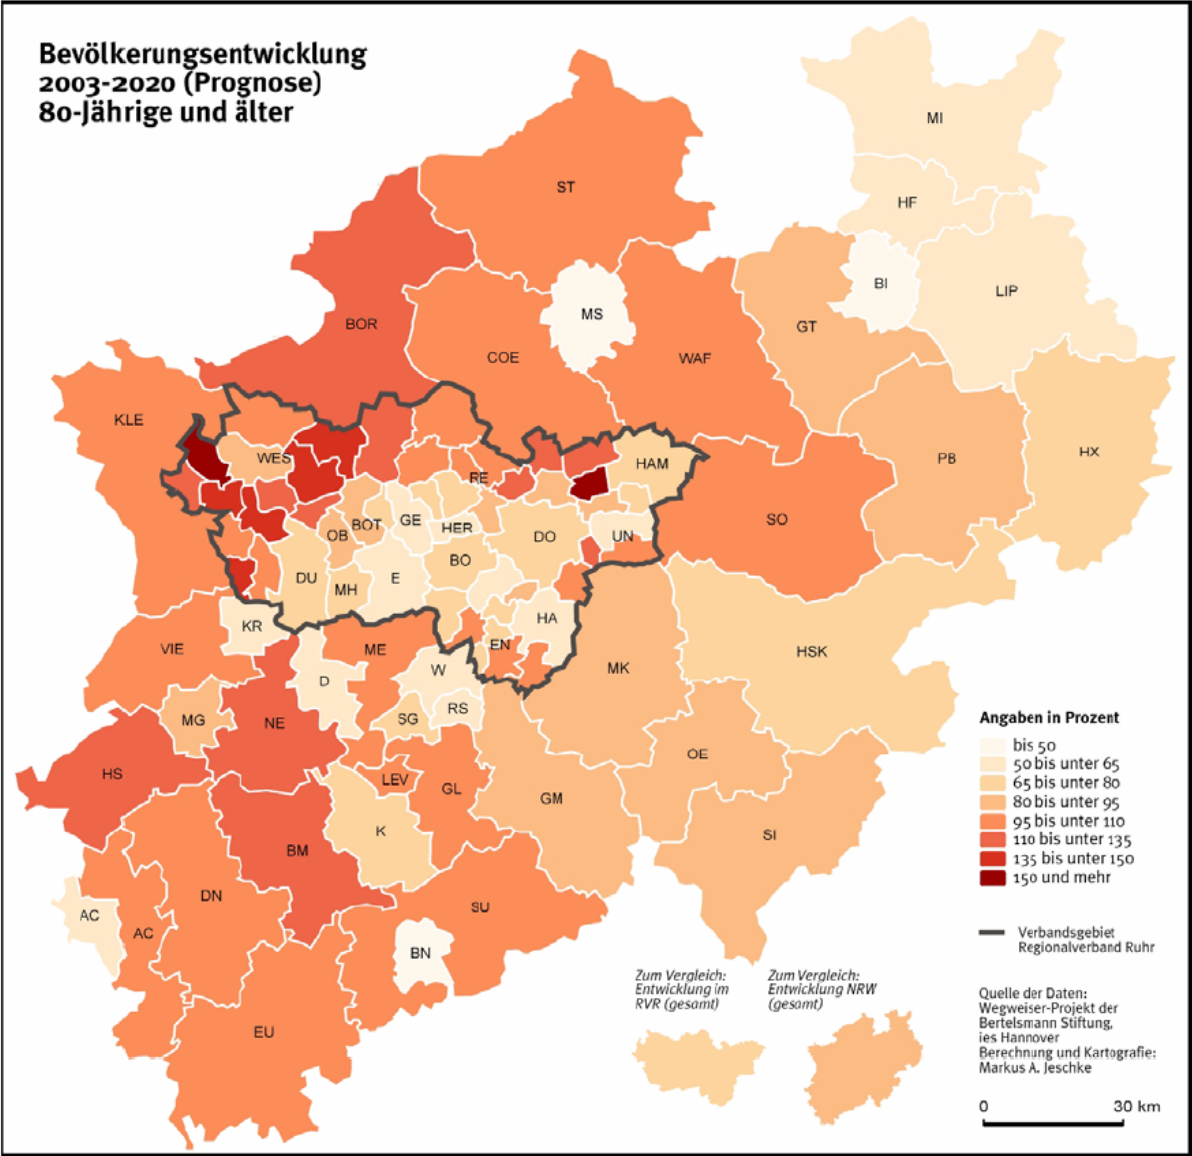 Bevölkerungsentwicklung
2003-2020 (Prognose)
80-Jährige und älter
MI
ST
HF
BI
LIP
MS
BOR
GT
COE
WAF
KLE
HX
WES
HAM
PB
RE
SO
BOT
GE
HER
OB
DO
UN
BO
DU
MH
E
HA
KR
EN
VIE
ME
HSK
W
MK
D
RS
MG
NE
SG
OE
HS
LEV
GL
GM
K
SI
BM
DN
SU
AC
AC
BN
EU
Angaben in Prozent
bis 50
50 bis unter 65
65 bis unter 80
80 bis unter 95
95 bis unter 110
110 bis unter 135
135 bis unter 150
150 und mehr
Verbandsgebiet
Regionalverband Ruhr
Zum Vergleich:
Entwicklung im
RVR (gesamt)
Zum Vergleich:
Entwicklung NRW
(gesamt)
Quelle der Daten:
Wegweiser-Projekt der
Bertelsmann Stiftung,
ies Hannover
Berechnung und Kartografie:
Markus A. Jeschke
0 30 km